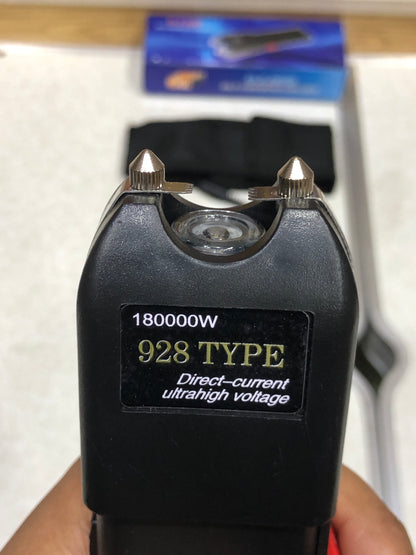 180000W
928 TYPE
Direct-current
ultrahigh voltage